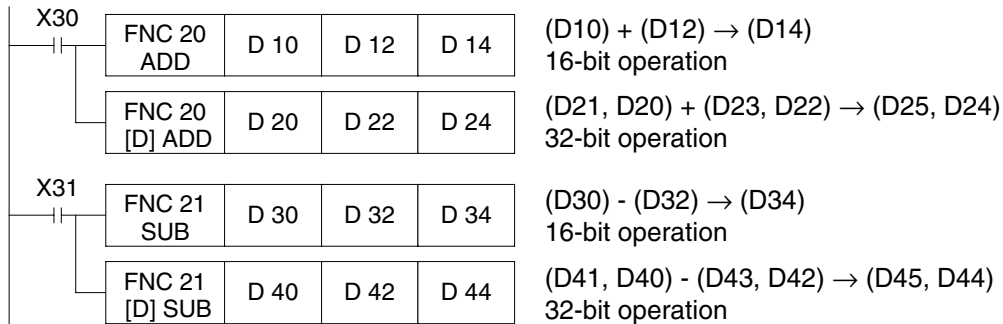 X30
FNC 20
ADD
D 10
D 12
D 14
(D10) + (D12) → (D14)
16-bit operation
FNC 20
[D] ADD
D 20
D 22
D 24
(D21, D20) + (D23, D22) → (D25, D24)
32-bit operation
X31
FNC 21
SUB
D 30
D 32
D 34
(D30) - (D32) → (D34)
16-bit operation
FNC 21
[D] SUB
D 40
D 42
D 44
(D41, D40) - (D43, D42) → (D45, D44)
32-bit operation